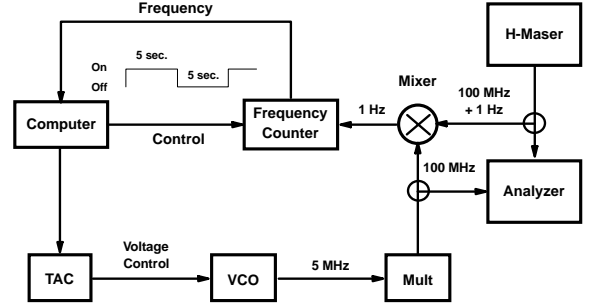 Frequency
5 sec.
On
5 sec.
Off
H-Maser
Mixer
100 MHz
+ 1 Hz
1 Hz
Computer
Control
Frequency
Counter
100 MHz
Analyzer
TAC
Voltage
Control
VCO
5 MHz
Mult